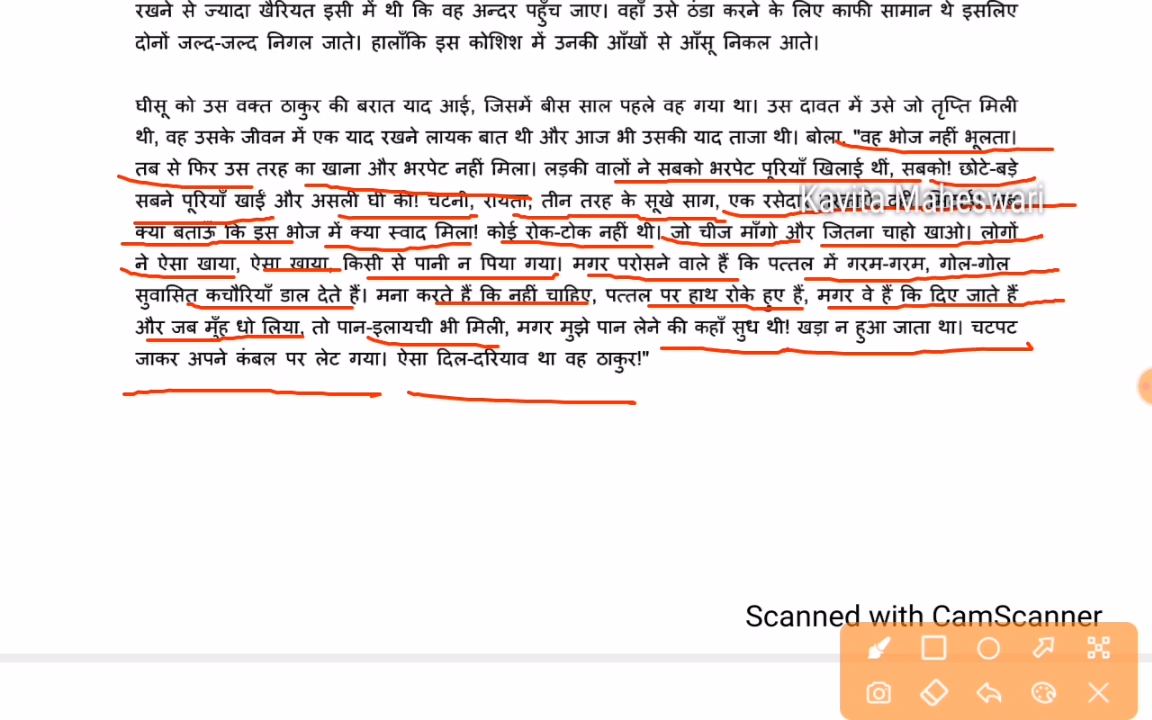 रखने से ज्यादा खैरियत इसी में थी कि वह अन्दर पहुँच जाए। वहाँ उसे ठंडा करने के लिए काफी सामान थे इसलिए
दोनों जल्द-जल्द निगल जाते। हालाँकि इस कोशिश में उनकी आँखों से आँसू निकल आते।
घीसू को उस वक्त ठाकुर की बरात याद आई, जिसमें बीस साल पहले वह गया था। उस दावत में उसे जो तृप्ति मिली
थी, वह उसके जीवन में एक याद रखने लायक बात थी और आज भी उसकी याद ताजा थी। बोला, "वह भोज नहीं भूलता।
तब से फिर उस तरह का खाना और भरपेट नहीं मिला। लड़की वालों ने सबको भरपेट पूरियाँ खिलाई थीं, सबको! छोटे-बड़े
सबने पूरियाँ खाईं और असली घी की! चटनी, रायता, तीन तरह के सूखे साग, एक रसेदार
Kavita Maheswari
क्या बताऊँ कि इस भोज में क्या स्वाद मिला! कोई रोक-टोक नहीं थी। जो चीज माँगो और जितना चाहो खाओ। लोगों
ने ऐसा खाया, ऐसा खाया, किसी से पानी न पिया गया। मगर परोसने वाले हैं कि पत्तल में गरम-गरम, गोल-गोल
सुवासित कचौरियाँ डाल देते हैं। मना करते हैं कि नहीं चाहिए, पत्तल पर हाथ रोके हुए हैं, मगर वे हैं कि दिए जाते हैं
और जब मुँह धो लिया, तो पान-इलायची भी मिली, मगर मुझे पान लेने की कहाँ सुध थी! खड़ा न हुआ जाता था। चटपट
जाकर अपने कंबल पर लेट गया। ऐसा दिल-दरियाव था वह ठाकुर!"
Scanned with CamScanner